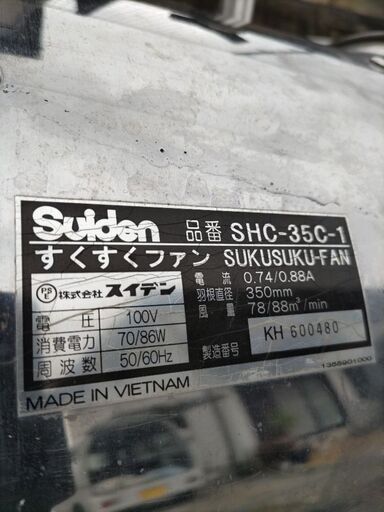 Suiden 品番 SHC-35C-1
すくすくファン SUKUSUKU-FAN
PS E 株式会社 スイデン
電流 0.74/0.88A
羽根直径 350mm
風量 78/88m³/min
電圧 100V
消費電力 70/86W
周波数 50/60Hz
製造番号 KH 600480
1365901000
MADE IN VIETNAM